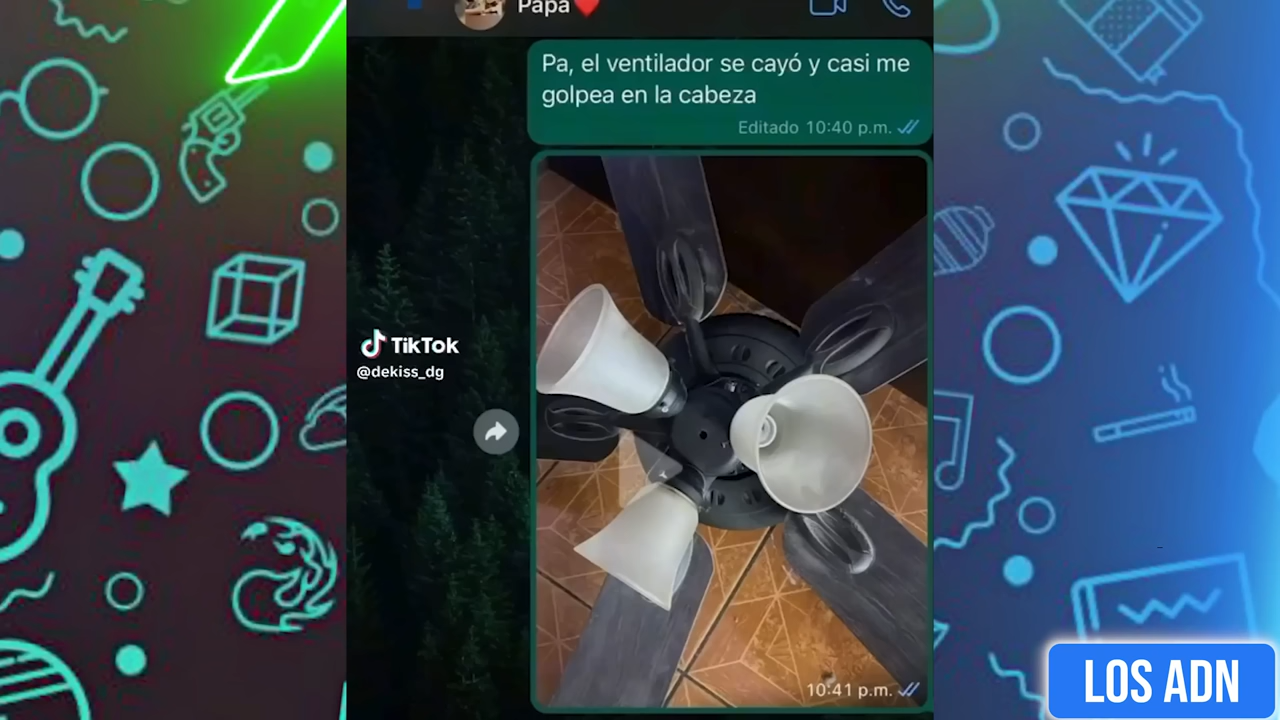 Papá
Pa, el ventilador se cayó y casi me
golpea en la cabeza
Editado 10:40 p.m.
TikTok
@dekiss_dg
10:41 p.m.
LOS ADN